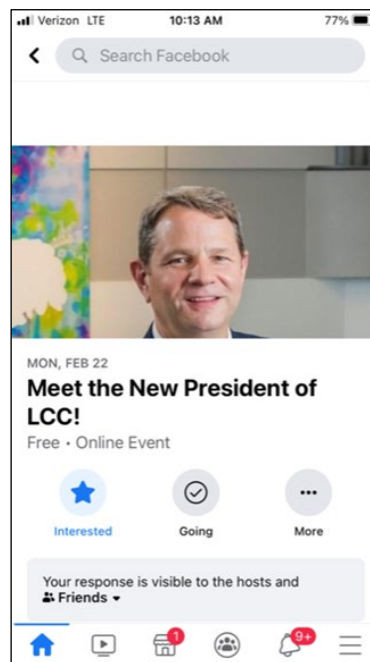 Verizon LTE 10:13 AM 77%
Search Facebook
MON, FEB 22
Meet the New President of
LCC!
Free • Online Event
Interested Going More
Your response is visible to the hosts and
Friends
1 9+